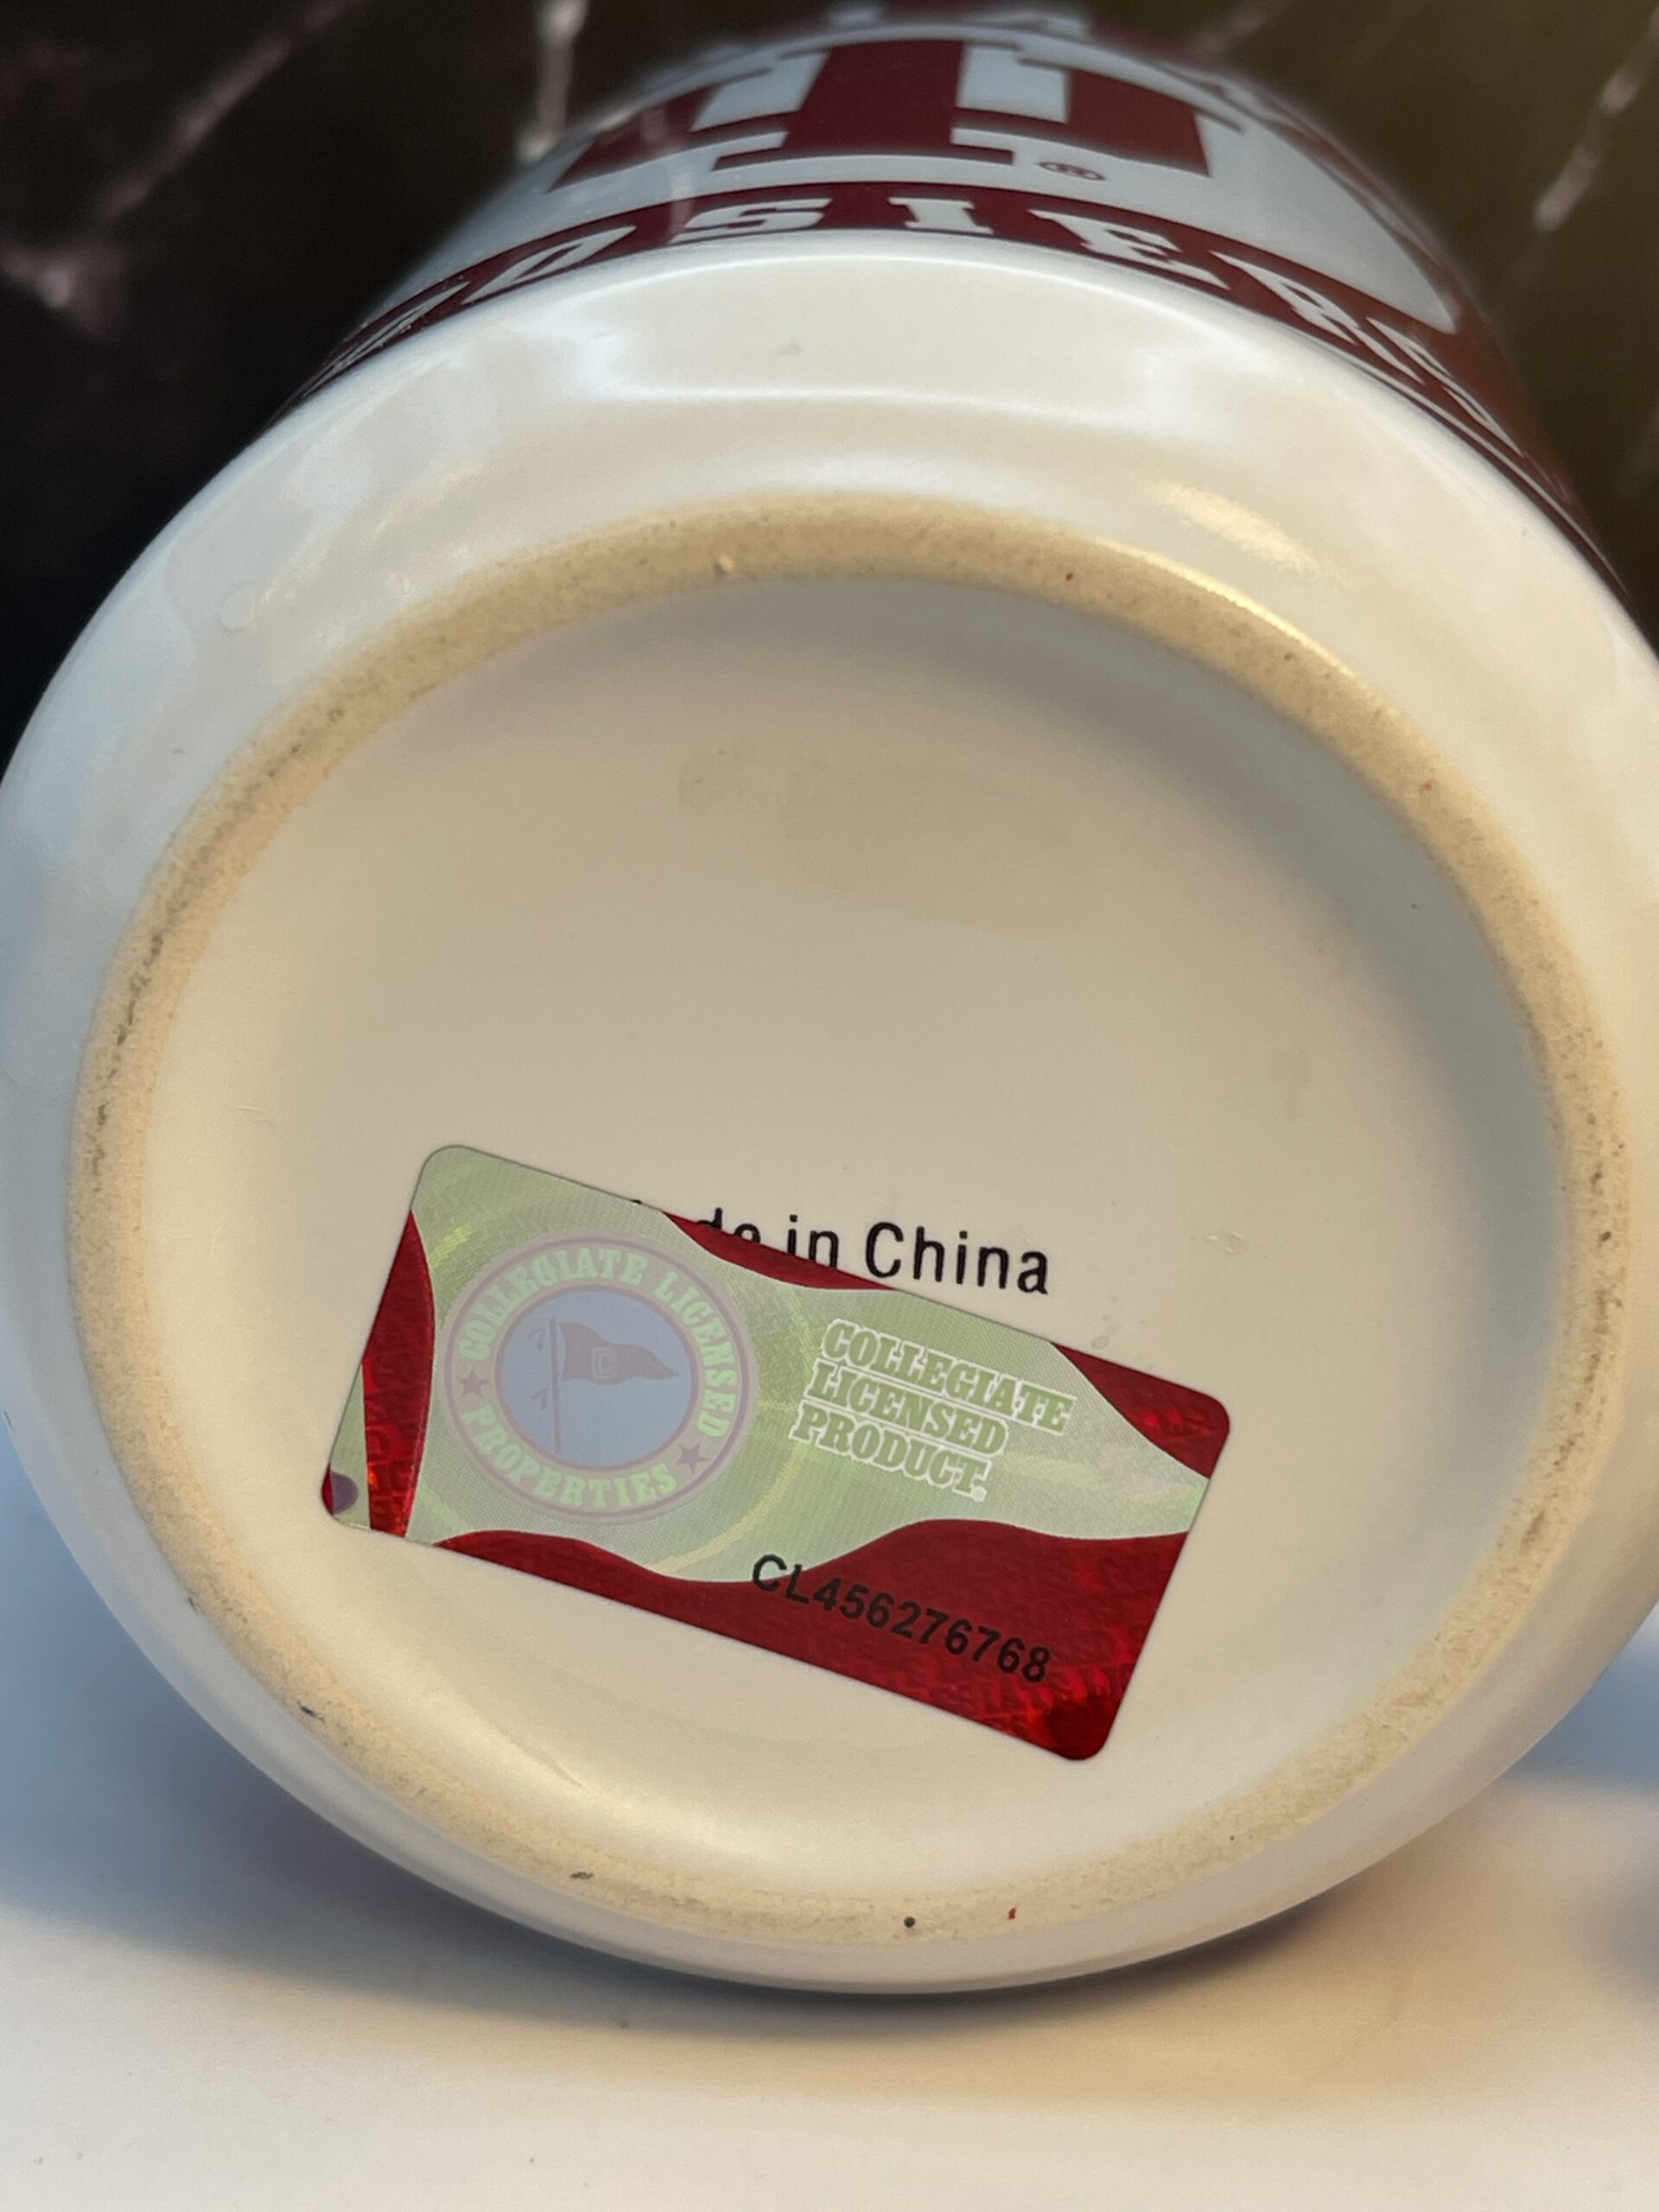 ®
HOOSIERS
in China
COLLEGIATE LICENSED
PROPERTIES
COLLEGIATE
LICENSED
PRODUCT
CL456276768